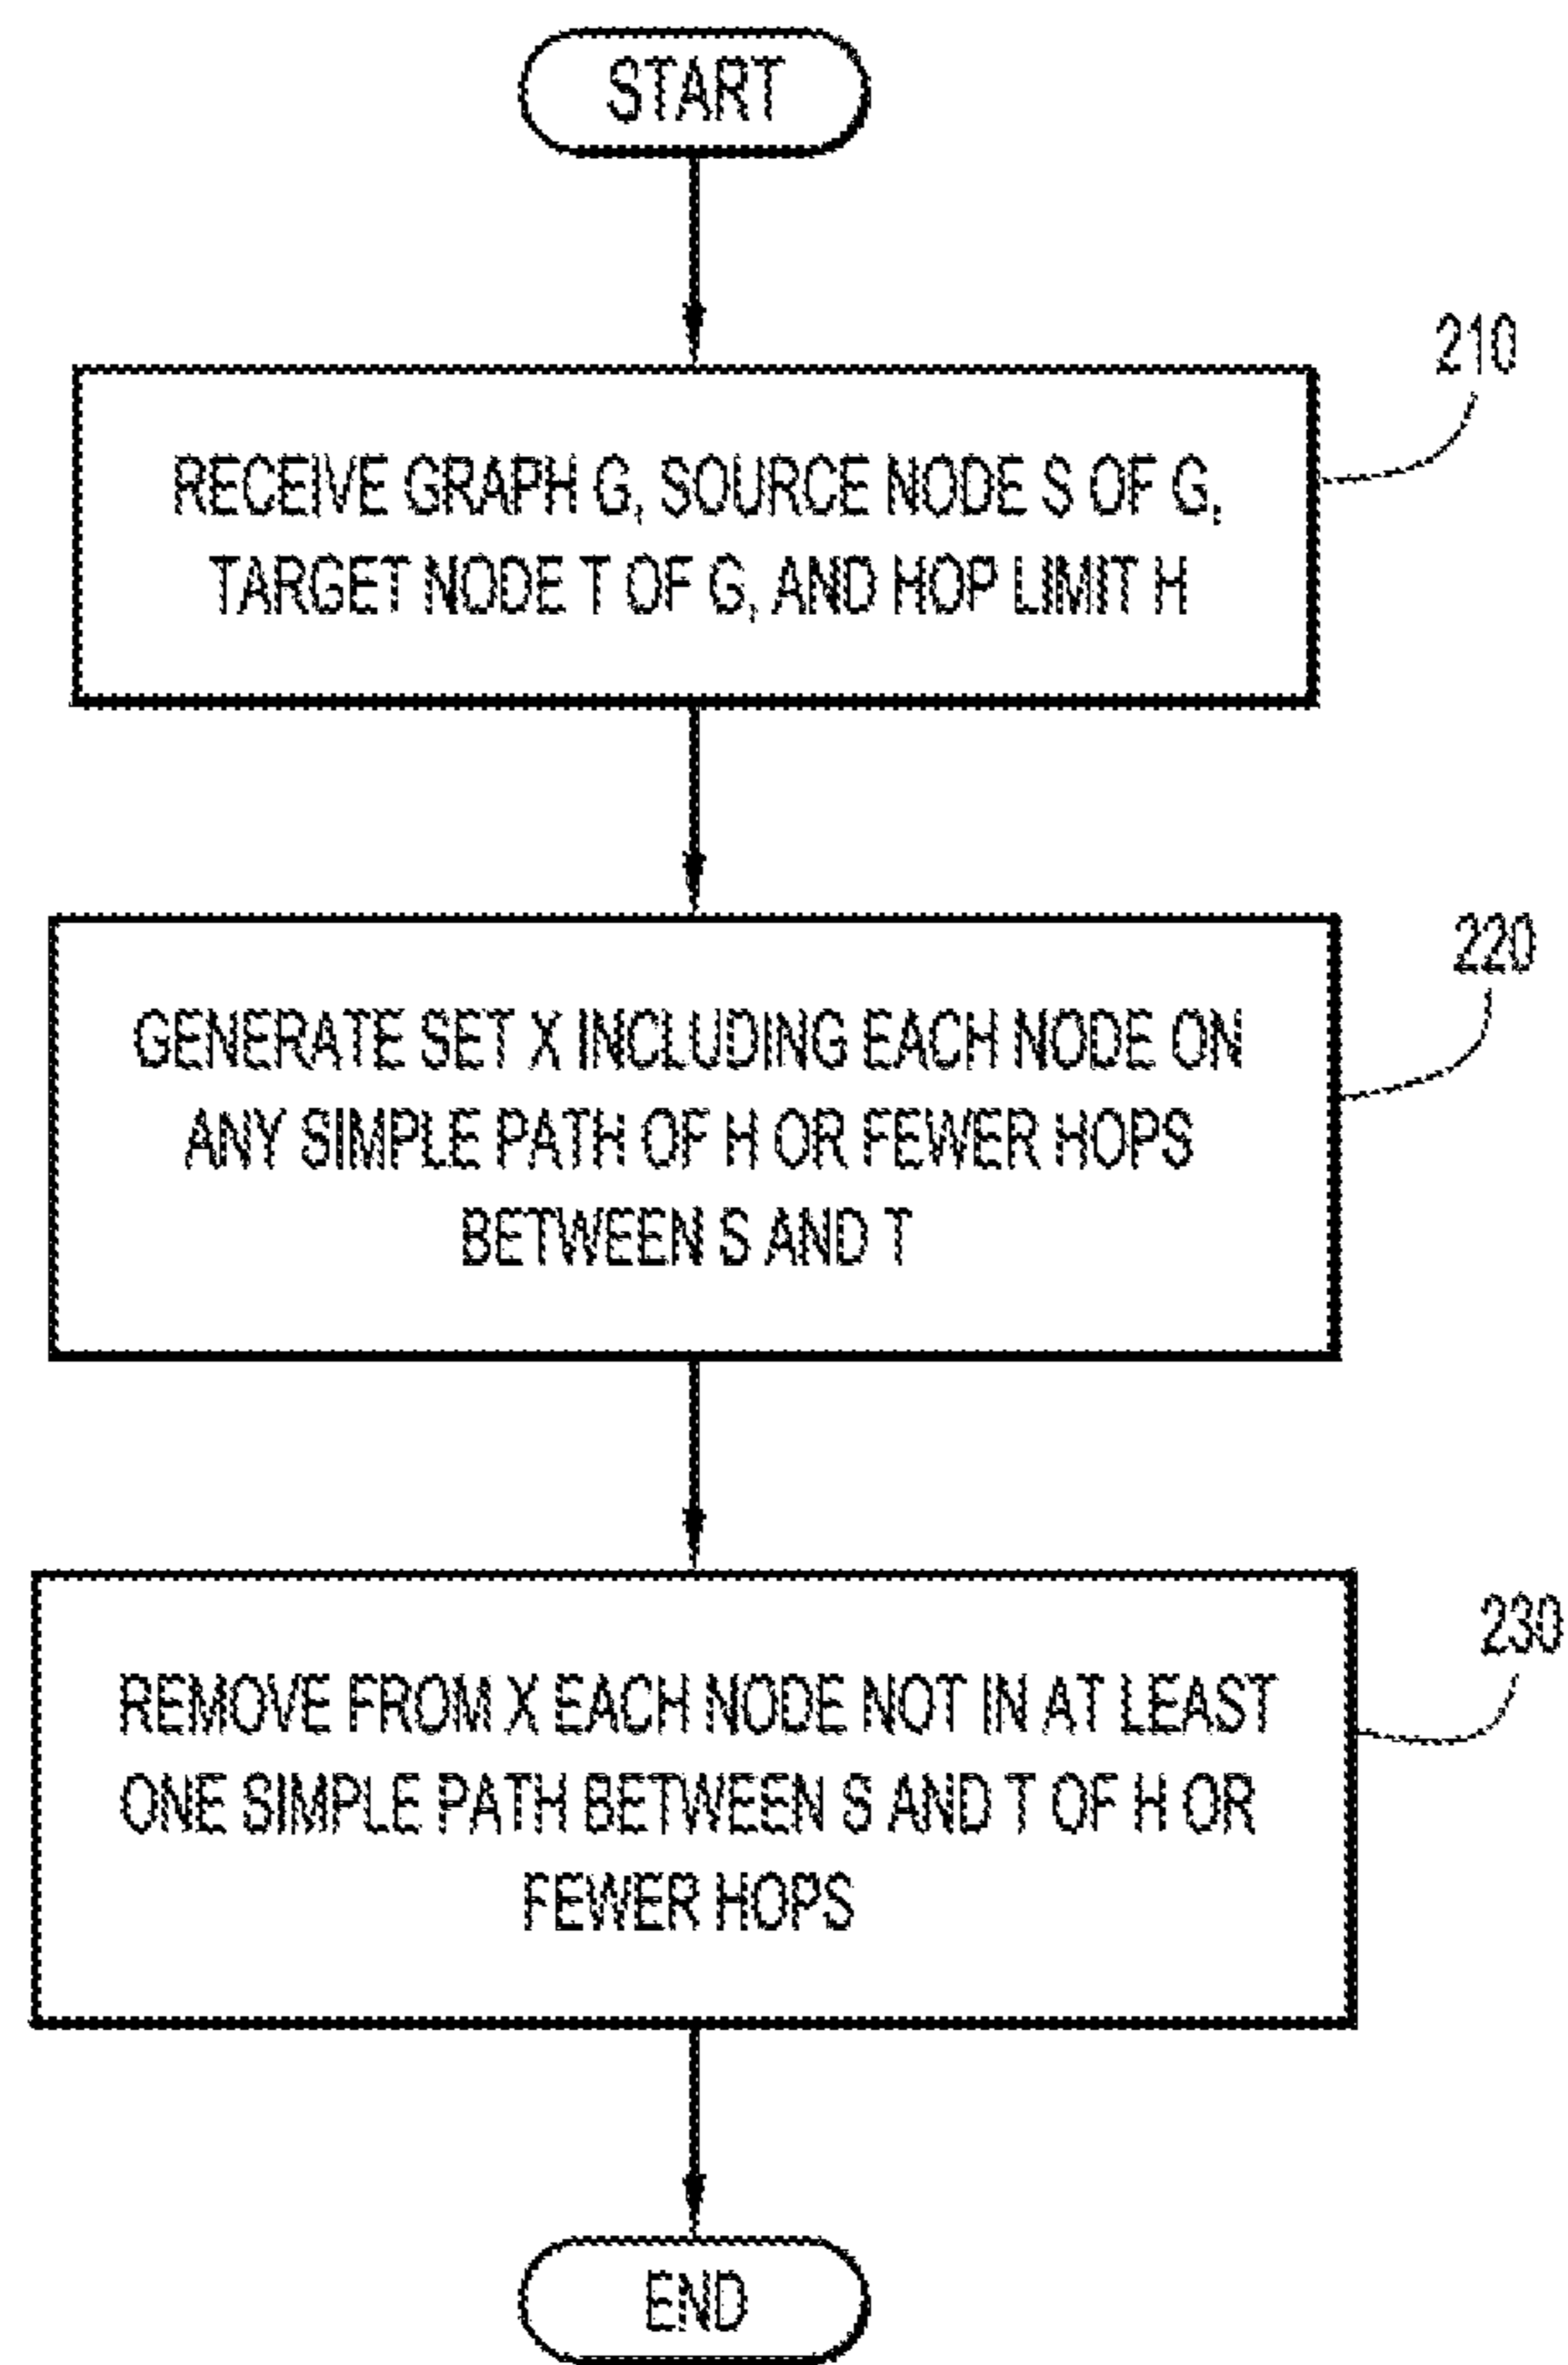 START
210
RECEIVE GRAPH G, SOURCE NODE S OF G,
TARGET NODE T OF G, AND HOP LIMIT H
220
GENERATE SET X INCLUDING EACH NODE ON
ANY SIMPLE PATH OF H OR FEWER HOPS
BETWEEN S AND T
230
REMOVE FROM X EACH NODE NOT IN AT LEAST
ONE SIMPLE PATH BETWEEN S AND T OF H OR
FEWER HOPS
END